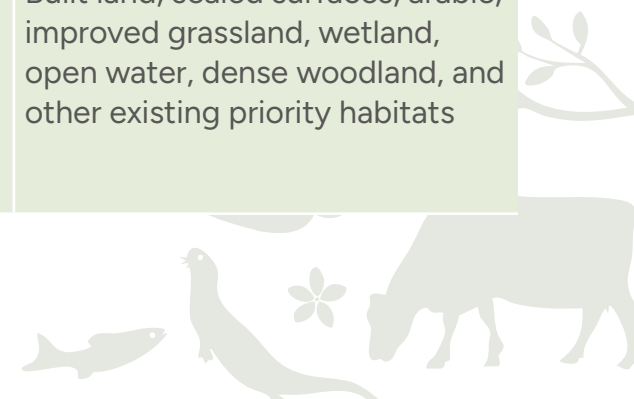 Built land, sealed surfaces, arable,
improved grassland, wetland,
open water, dense woodland, and
other existing priority habitats